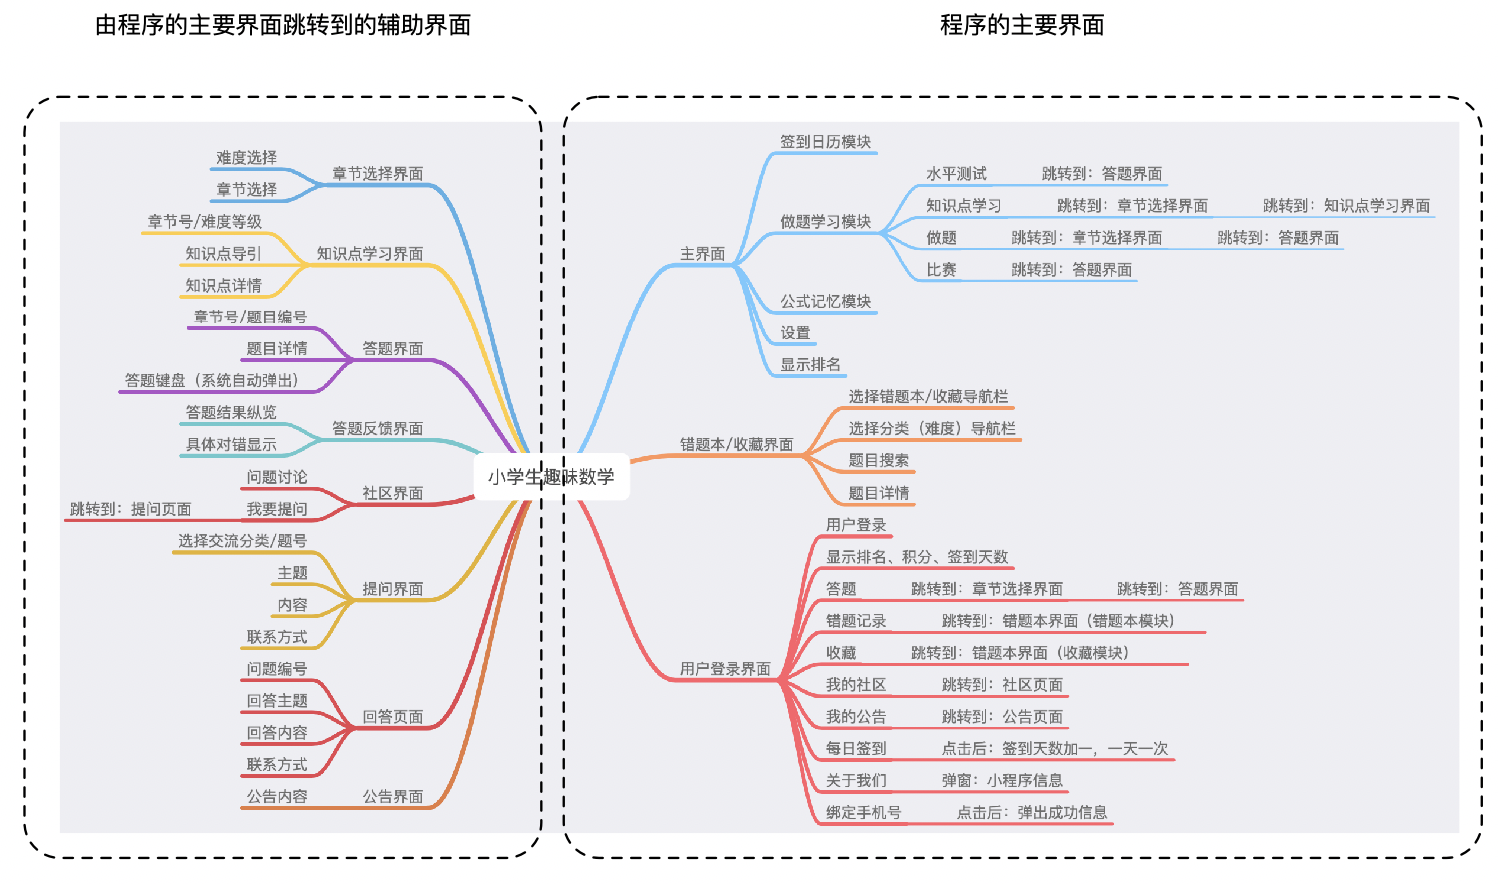 由程序的主要界面跳转到的辅助界面
程序的主要界面
难度选择
章节选择
章节选择界面
章节号/难度等级
知识点导引
知识点详情
知识点学习界面
章节号/题目编号
题目详情
答题键盘（系统自动弹出）
答题界面
答题结果纵览
具体对错显示
答题反馈界面
问题讨论
跳转到：提问页面
我要提问
社区界面
选择交流分类/题号
主题
内容
联系方式
提问界面
问题编号
回答主题
回答内容
联系方式
回答页面
公告内容
公告界面
小学生趣味数学
主界面
签到日历模块
做题学习模块
水平测试
跳转到：答题界面
知识点学习
跳转到：章节选择界面
跳转到：知识点学习界面
做题
跳转到：章节选择界面
跳转到：答题界面
比赛
跳转到：答题界面
公式记忆模块
设置
显示排名
错题本/收藏界面
选择错题本/收藏导航栏
选择分类（难度）导航栏
题目搜索
题目详情
用户登录界面
用户登录
显示排名、积分、签到天数
答题
跳转到：章节选择界面
跳转到：答题界面
错题记录
跳转到：错题本界面（错题本模块）
收藏
跳转到：错题本界面（收藏模块）
我的社区
跳转到：社区页面
我的公告
跳转到：公告页面
每日签到
点击后：签到天数加一，一天一次
关于我们
弹窗：小程序信息
绑定手机号
点击后：弹出成功信息